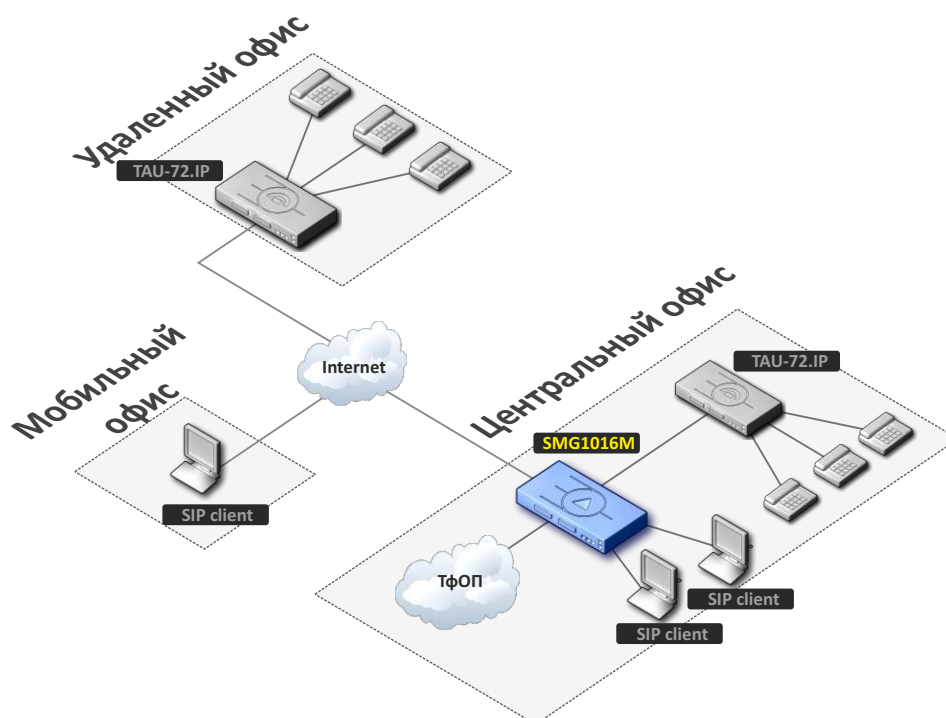 Удаленный офис
TAU-72.IP
Internet
Мобильный
офис
SIP client
Центральный офис
TAU-72.IP
SMG1016M
ТфОП
SIP client
SIP client